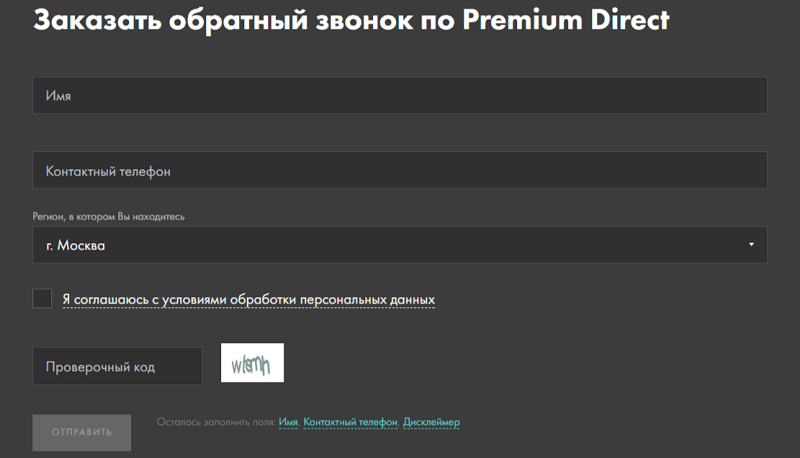 Заказать обратный звонок по Premium Direct
Имя
Контактный телефон
Регион, в котором Вы находитесь
г. Москва
Я соглашаюсь с условиями обработки персональных данных
Проверочный код
ОТПРАВИТЬ
Осталось заполнить поля: Имя, Контактный телефон, Дисклеймер